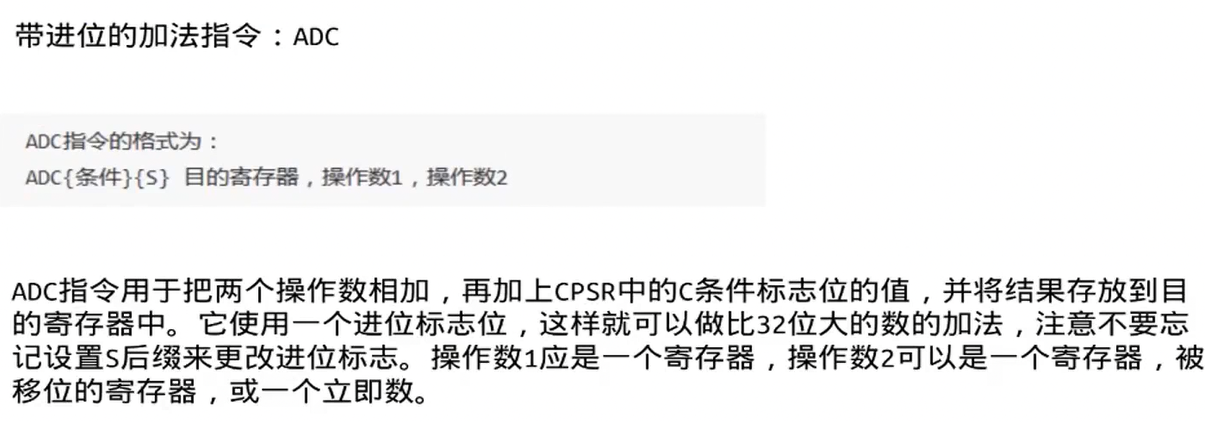 带进位的加法指令：ADC
ADC指令的格式为：
ADC{条件}{S} 目的寄存器，操作数1，操作数2
ADC指令用于把两个操作数相加，再加上CPSR中的C条件标志位的值，并将结果存放到目
的寄存器中。它使用一个进位标志位，这样就可以做比32位大的数的加法，注意不要忘
记设置S后缀来更改进位标志。操作数1应是一个寄存器，操作数2可以是一个寄存器，被
移位的寄存器，或一个立即数。